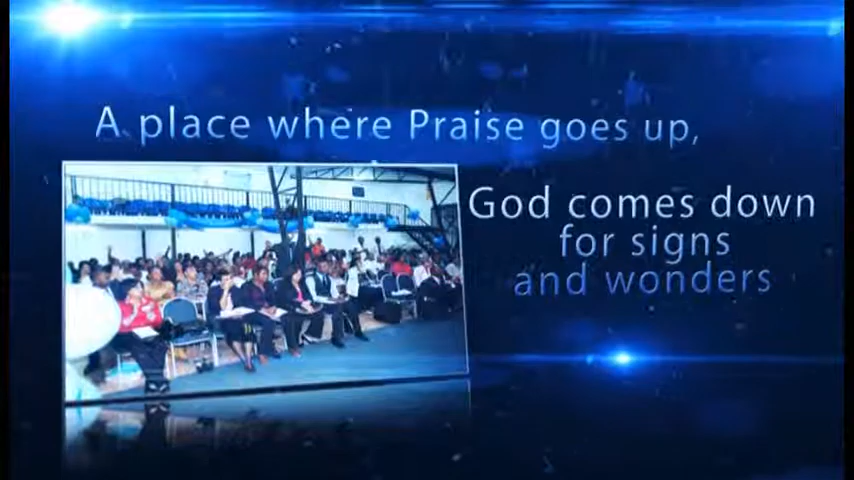 A place where Praise goes up,
God comes down
for signs
and wonders